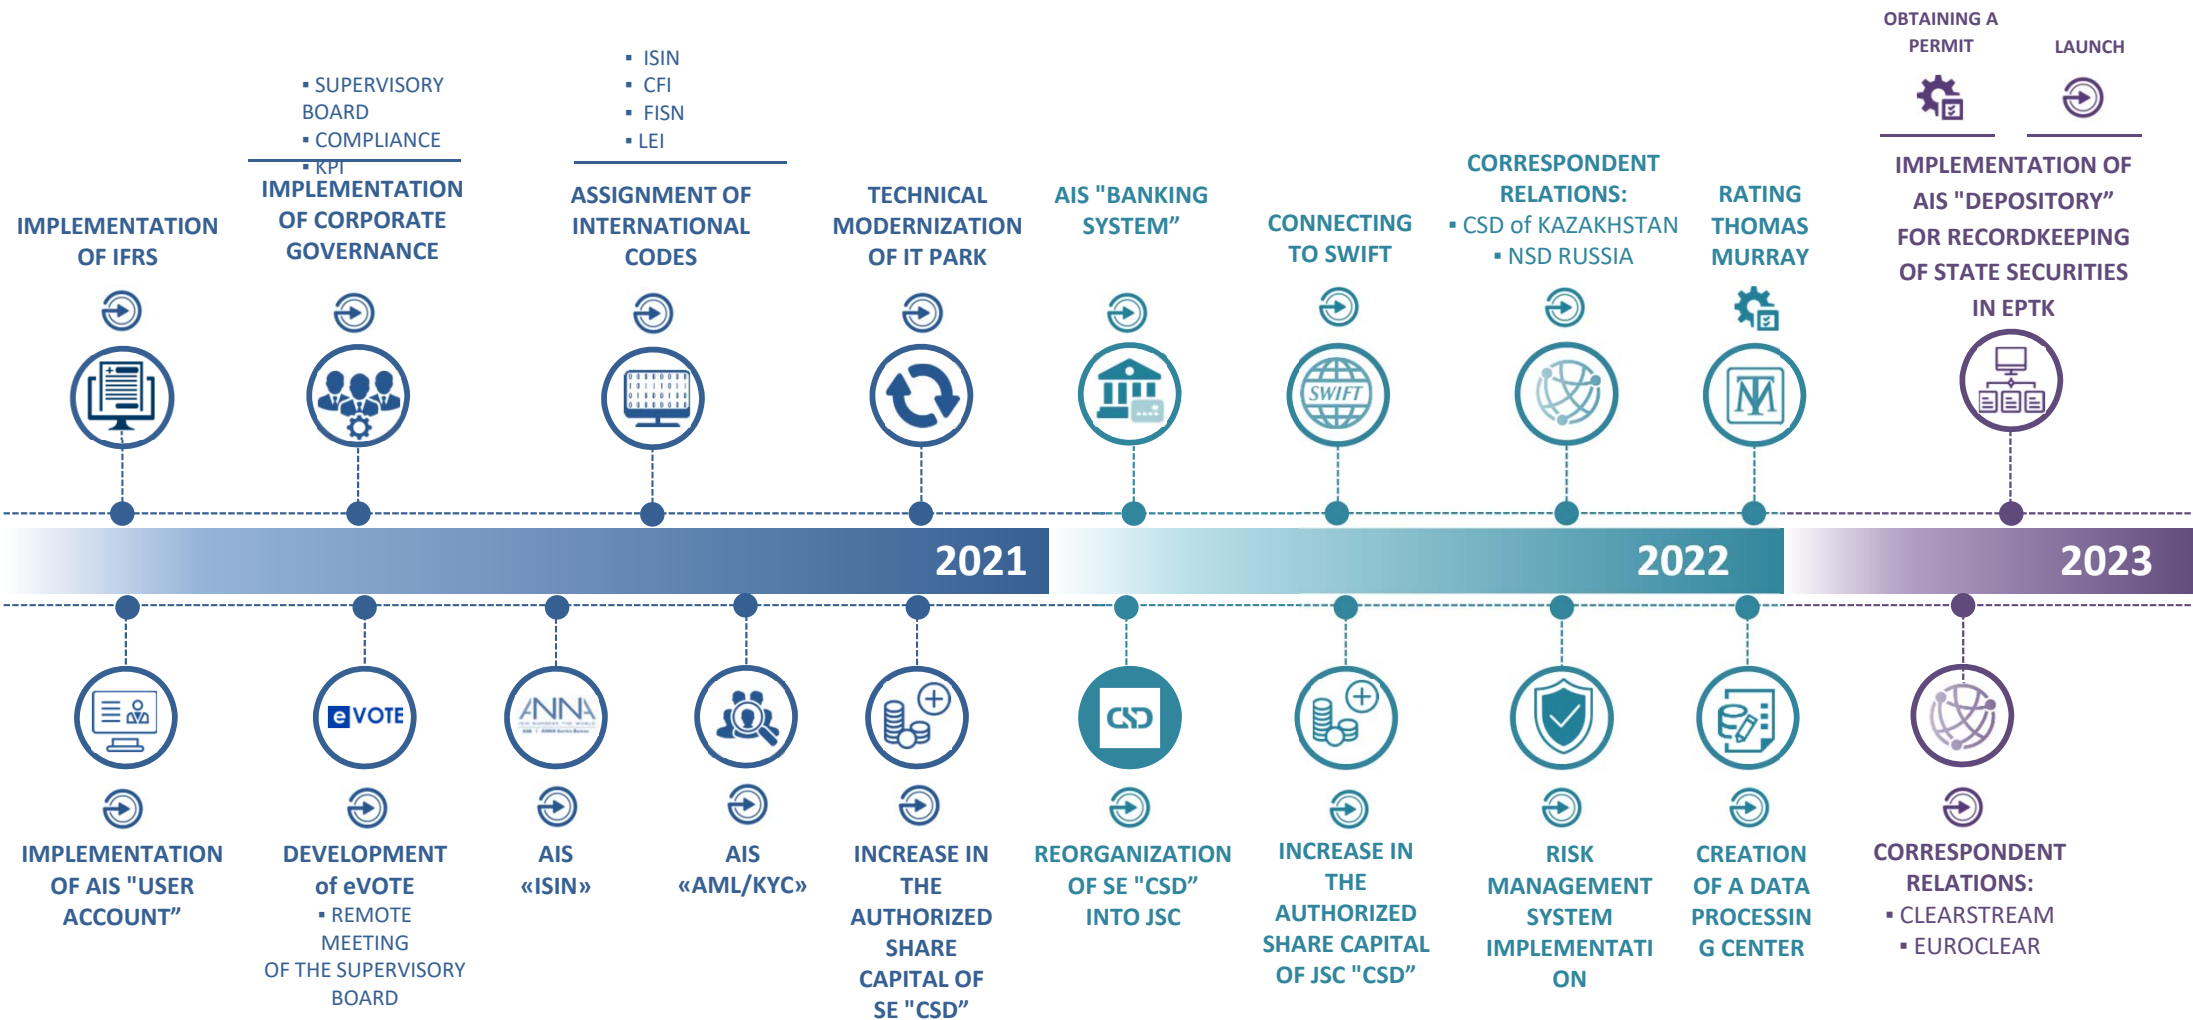 OBTAINING A
PERMIT
LAUNCH
▪ SUPERVISORY
BOARD
▪ COMPLIANCE
▪ KPI
▪ ISIN
▪ CFI
▪ FISN
▪ LEI
IMPLEMENTATION
OF IFRS
IMPLEMENTATION
OF CORPORATE
GOVERNANCE
ASSIGNMENT OF
INTERNATIONAL
CODES
TECHNICAL
MODERNIZATION
OF IT PARK
AIS "BANKING
SYSTEM”
CONNECTING
TO SWIFT
CORRESPONDENT
RELATIONS:
▪ CSD of KAZAKHSTAN
▪ NSD RUSSIA
RATING
THOMAS
MURRAY
IMPLEMENTATION OF
AIS "DEPOSITORY”
FOR RECORDKEEPING
OF STATE SECURITIES
IN EPTK
SWIFT
TM
2021
2022
2023
e VOTE
ANNA
CSD
IMPLEMENTATION
OF AIS "USER
ACCOUNT”
DEVELOPMENT
of eVOTE
▪ REMOTE
MEETING
OF THE SUPERVISORY
BOARD
AIS
«ISIN»
AIS
«AML/KYC»
INCREASE IN
THE
AUTHORIZED
SHARE
CAPITAL OF
SE "CSD”
REORGANIZATION
OF SE "CSD”
INTO JSC
INCREASE IN
THE
AUTHORIZED
SHARE CAPITAL
OF JSC "CSD”
RISK
MANAGEMENT
SYSTEM
IMPLEMENTATI
ON
CREATION
OF A DATA
PROCESSIN
G CENTER
CORRESPONDENT
RELATIONS:
▪ CLEARSTREAM
▪ EUROCLEAR